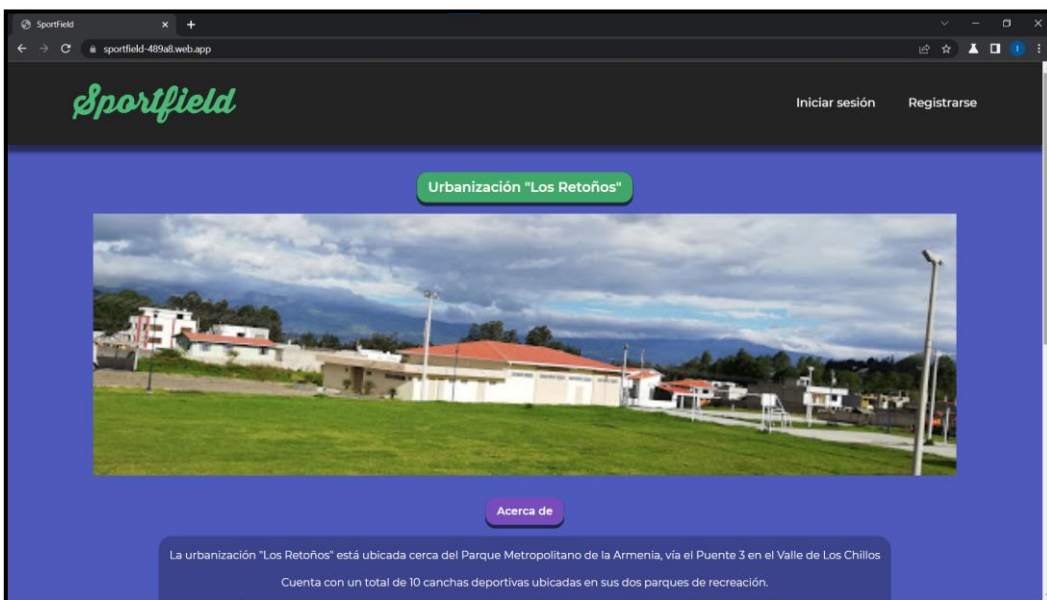 SportField
sportfield-489a8.web.app
Sportfield
Iniciar sesión
Registrarse
Urbanización "Los Retoños"
Acerca de
La urbanización "Los Retoños" está ubicada cerca del Parque Metropolitano de la Armenia, vía el Puente 3 en el Valle de Los Chillos
Cuenta con un total de 10 canchas deportivas ubicadas en sus dos parques de recreación.